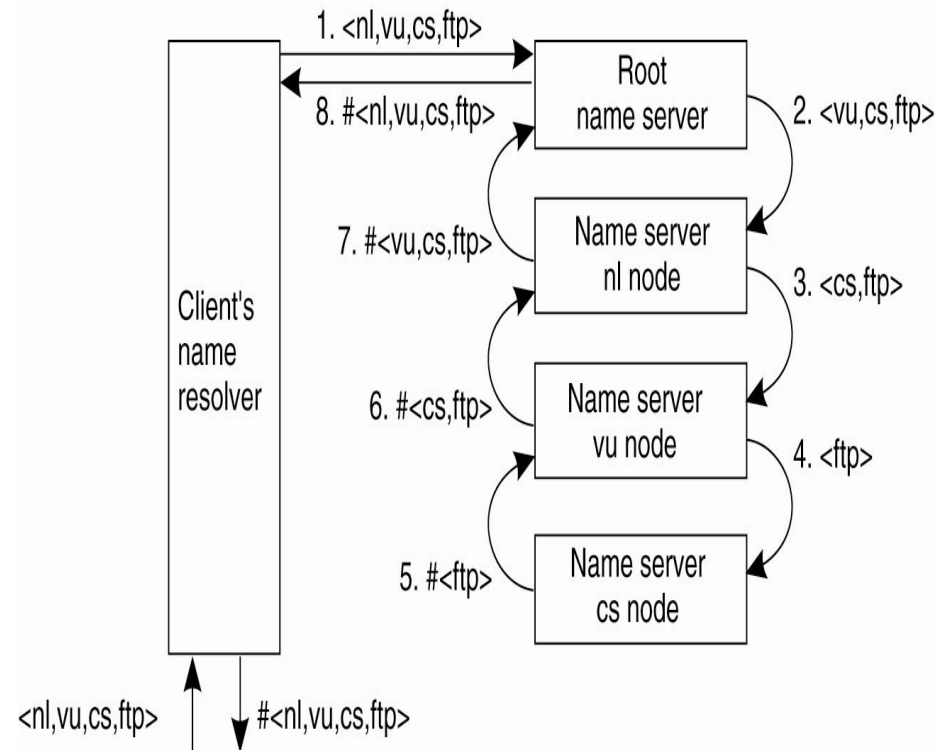 1. <nl,vu,cs,ftp>
Root
name server
8. #<nl,vu,cs,ftp>
2. <vu,cs,ftp>
7. #<vu,cs,ftp>
Name server
nl node
3. <cs,ftp>
Client's
name
resolver
6. #<cs,ftp>
Name server
vu node
4. <ftp>
5. #<ftp>
Name server
cs node
<nl,vu,cs,ftp>
#<nl,vu,cs,ftp>